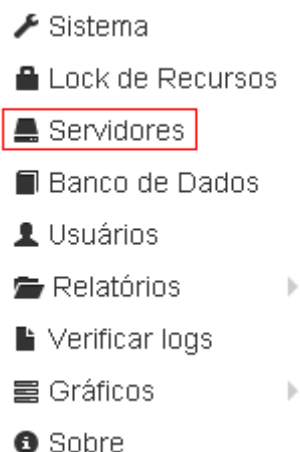 Sistema
Lock de Recursos
Servidores
Banco de Dados
Usuários
Relatórios
Verificar logs
Gráficos
Sobre